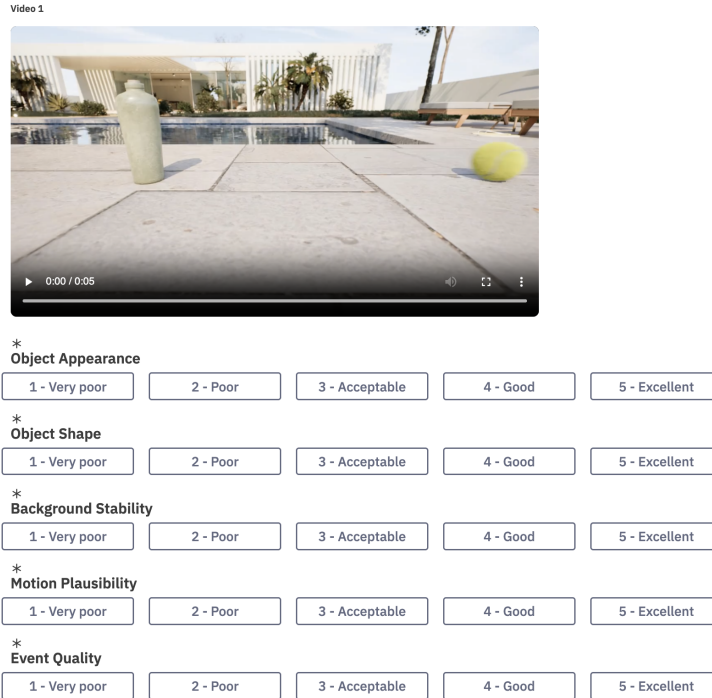 Video 1
0:00 / 0:05
*
Object Appearance
1 - Very poor 2 - Poor 3 - Acceptable 4 - Good 5 - Excellent
*
Object Shape
1 - Very poor 2 - Poor 3 - Acceptable 4 - Good 5 - Excellent
*
Background Stability
1 - Very poor 2 - Poor 3 - Acceptable 4 - Good 5 - Excellent
*
Motion Plausibility
1 - Very poor 2 - Poor 3 - Acceptable 4 - Good 5 - Excellent
*
Event Quality
1 - Very poor 2 - Poor 3 - Acceptable 4 - Good 5 - Excellent